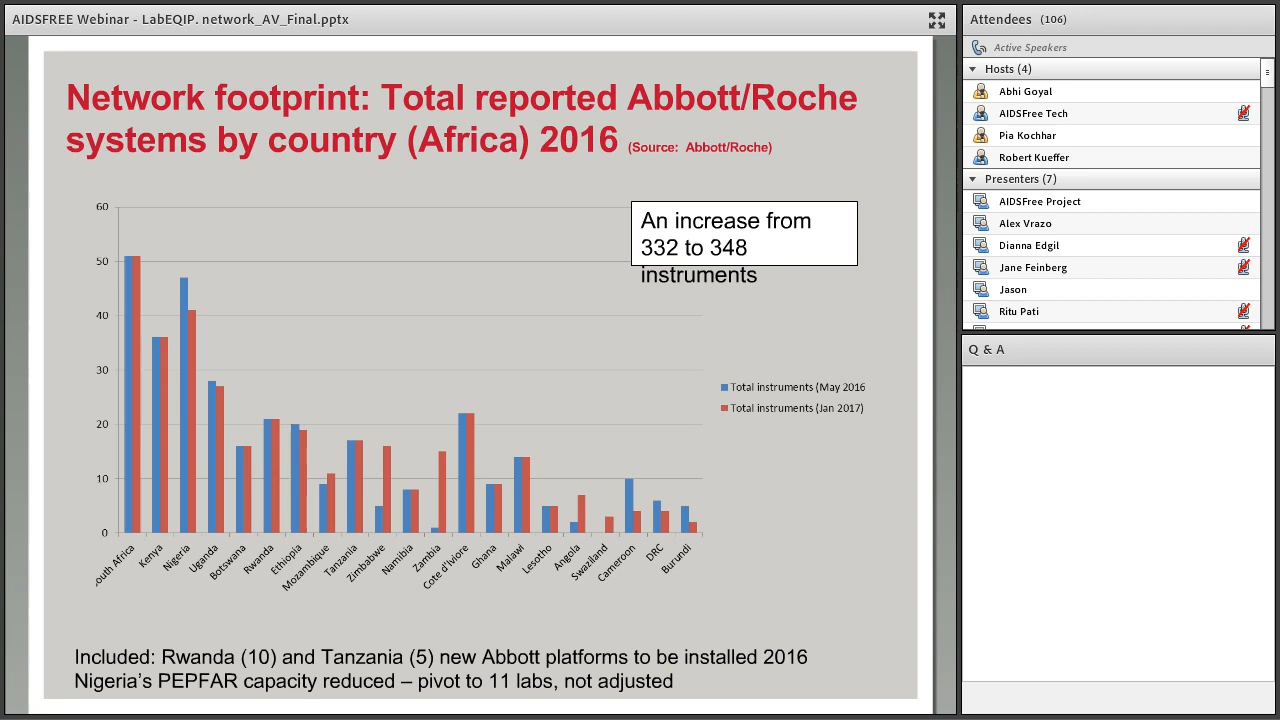 AIDSFREE Webinar - LabEQIP. network_AV_Final.pptx
Network footprint: Total reported Abbott/Roche
systems by country (Africa) 2016 (Source: Abbott/Roche)
An increase from
332 to 348
instruments
60
50
40
30
20
10
0
outh Africa
Kenya
Nigeria
Uganda
Botswana
Rwanda
Ethiopia
Mozambique
Tanzania
Zimbabwe
Namibia
Zambia
Cote d'Iviore
Ghana
Malawi
Lesotho
Angola
Swaziland
Cameroon
DRC
Burundi
Total instruments (May 2016
Total instruments (Jan 2017)
Included: Rwanda (10) and Tanzania (5) new Abbott platforms to be installed 2016
Nigeria's PEPFAR capacity reduced – pivot to 11 labs, not adjusted
Attendees (106)
Active Speakers
Hosts (4)
Abhi Goyal
AIDSFree Tech
Pia Kochhar
Robert Kueffer
Presenters (7)
AIDSFree Project
Alex Vrazo
Dianna Edgil
Jane Feinberg
Jason
Ritu Pati
Q & A